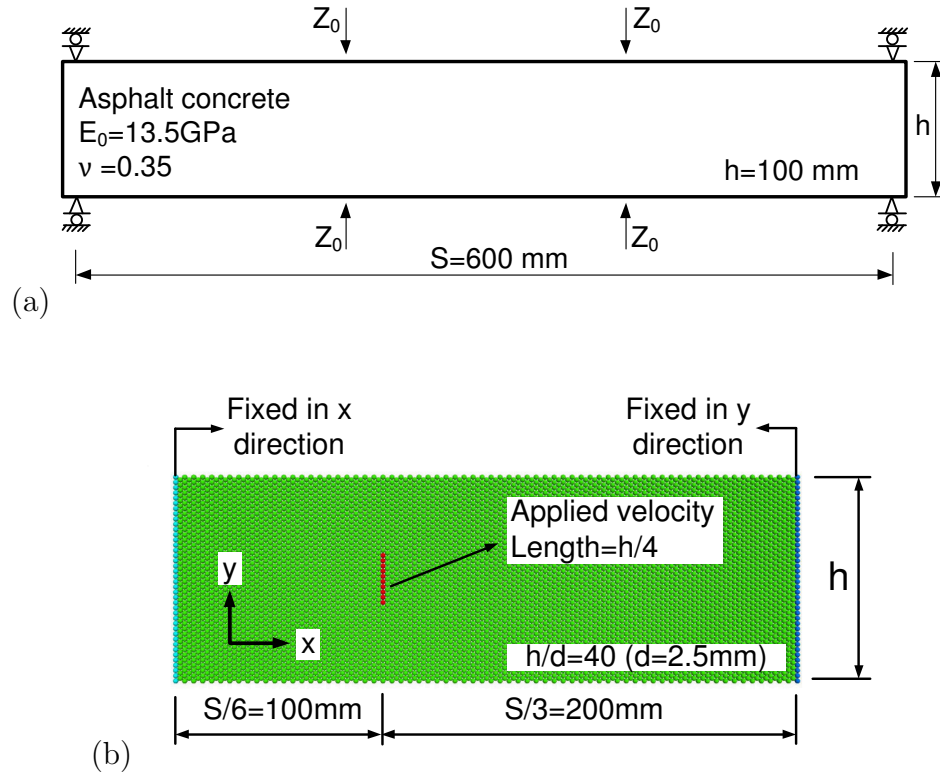 Z₀ Z₀
Asphalt concrete
E₀=13.5GPa
ν =0.35
h=100 mm
h
Z₀ Z₀
S=600 mm
(a)
Fixed in x
direction
Fixed in y
direction
Applied velocity
Length=h/4
y
x
h
h/d=40 (d=2.5mm)
S/6=100mm
S/3=200mm
(b)